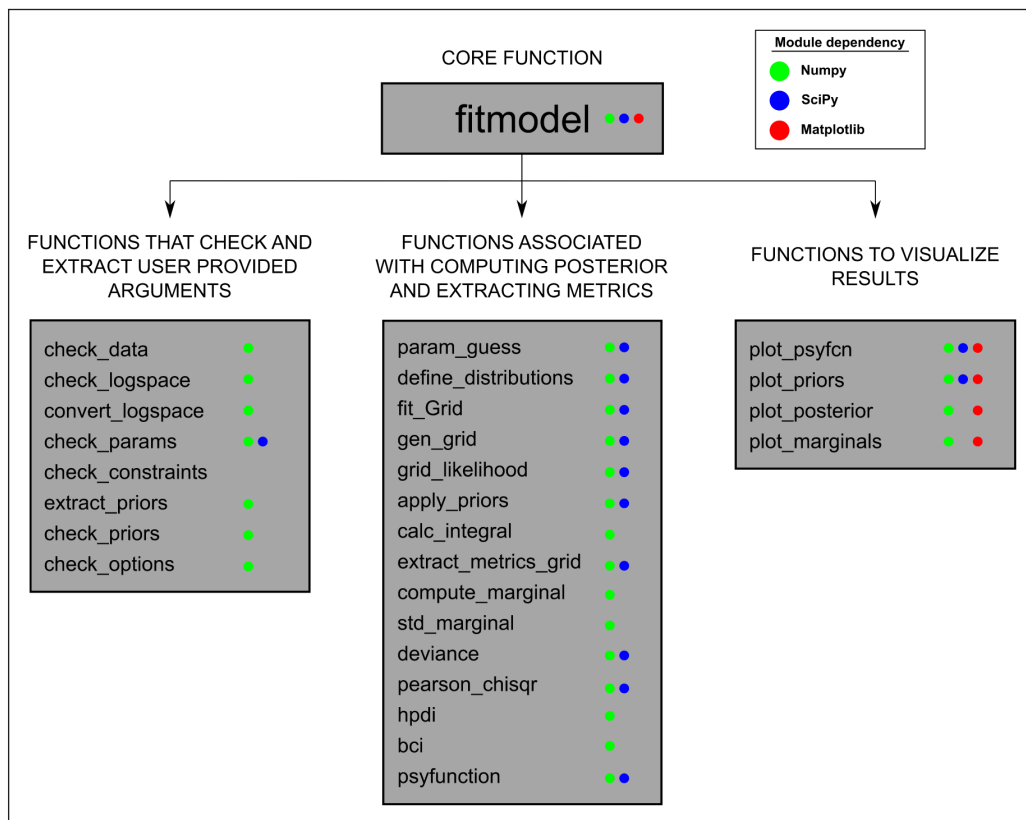 CORE FUNCTION
fitmodel
Module dependency
Numpy
SciPy
Matplotlib
FUNCTIONS THAT CHECK AND
EXTRACT USER PROVIDED
ARGUMENTS
check_data
check_logspace
convert_logspace
check_params
check_constraints
extract_priors
check_priors
check_options
FUNCTIONS ASSOCIATED
WITH COMPUTING POSTERIOR
AND EXTRACTING METRICS
param_guess
define_distributions
fit_Grid
gen_grid
grid_likelihood
apply_priors
calc_integral
extract_metrics_grid
compute_marginal
std_marginal
deviance
pearson_chisqr
hpdi
bci
psyfunction
FUNCTIONS TO VISUALIZE
RESULTS
plot_psyfcn
plot_priors
plot_posterior
plot_marginals